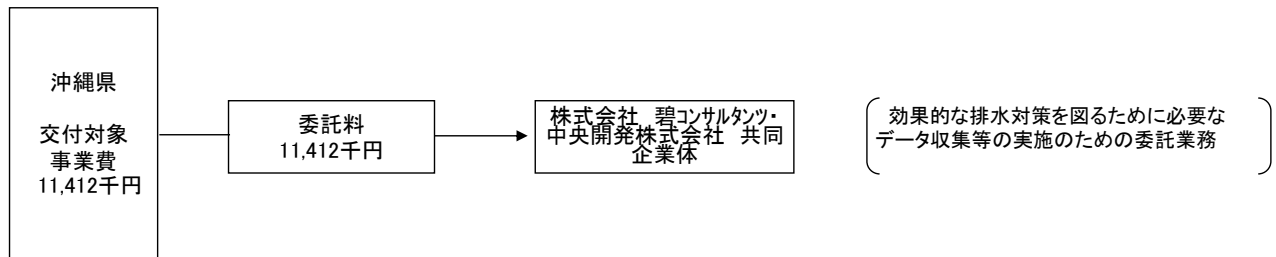 沖縄県
交付対象
事業費
11,412千円
委託料
11,412千円
株式会社 碧コンサルタンツ・
中央開発株式会社 共同
企業体
効果的な排水対策を図るために必要な
データ収集等の実施のための委託業務